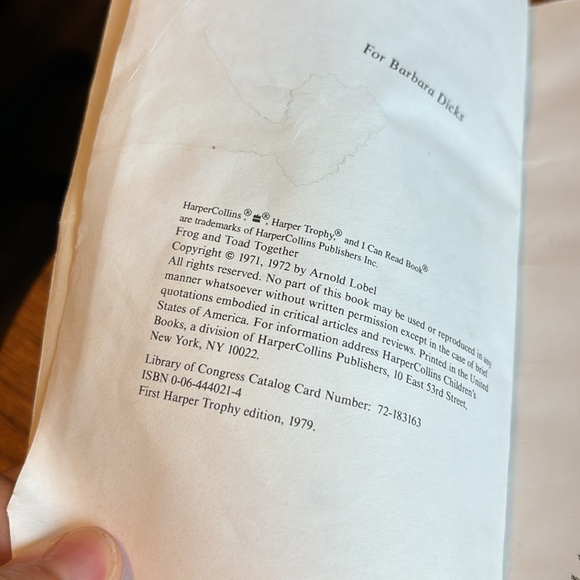 For Barbara Dicks
HarperCollins®, ®, Harper Trophy,® and I Can Read Book®
are trademarks of HarperCollins Publishers Inc.
Frog and Toad Together
Copyright © 1971, 1972 by Arnold Lobel
All rights reserved. No part of this book may be used or reproduced in any
manner whatsoever without written permission except in the case of brief
quotations embodied in critical articles and reviews. Printed in the United
States of America. For information address HarperCollins Children's
Books, a division of HarperCollins Publishers, 10 East 53rd Street,
New York, NY 10022.
Library of Congress Catalog Card Number: 72-183163
ISBN 0-06-444021-4
First Harper Trophy edition, 1979.